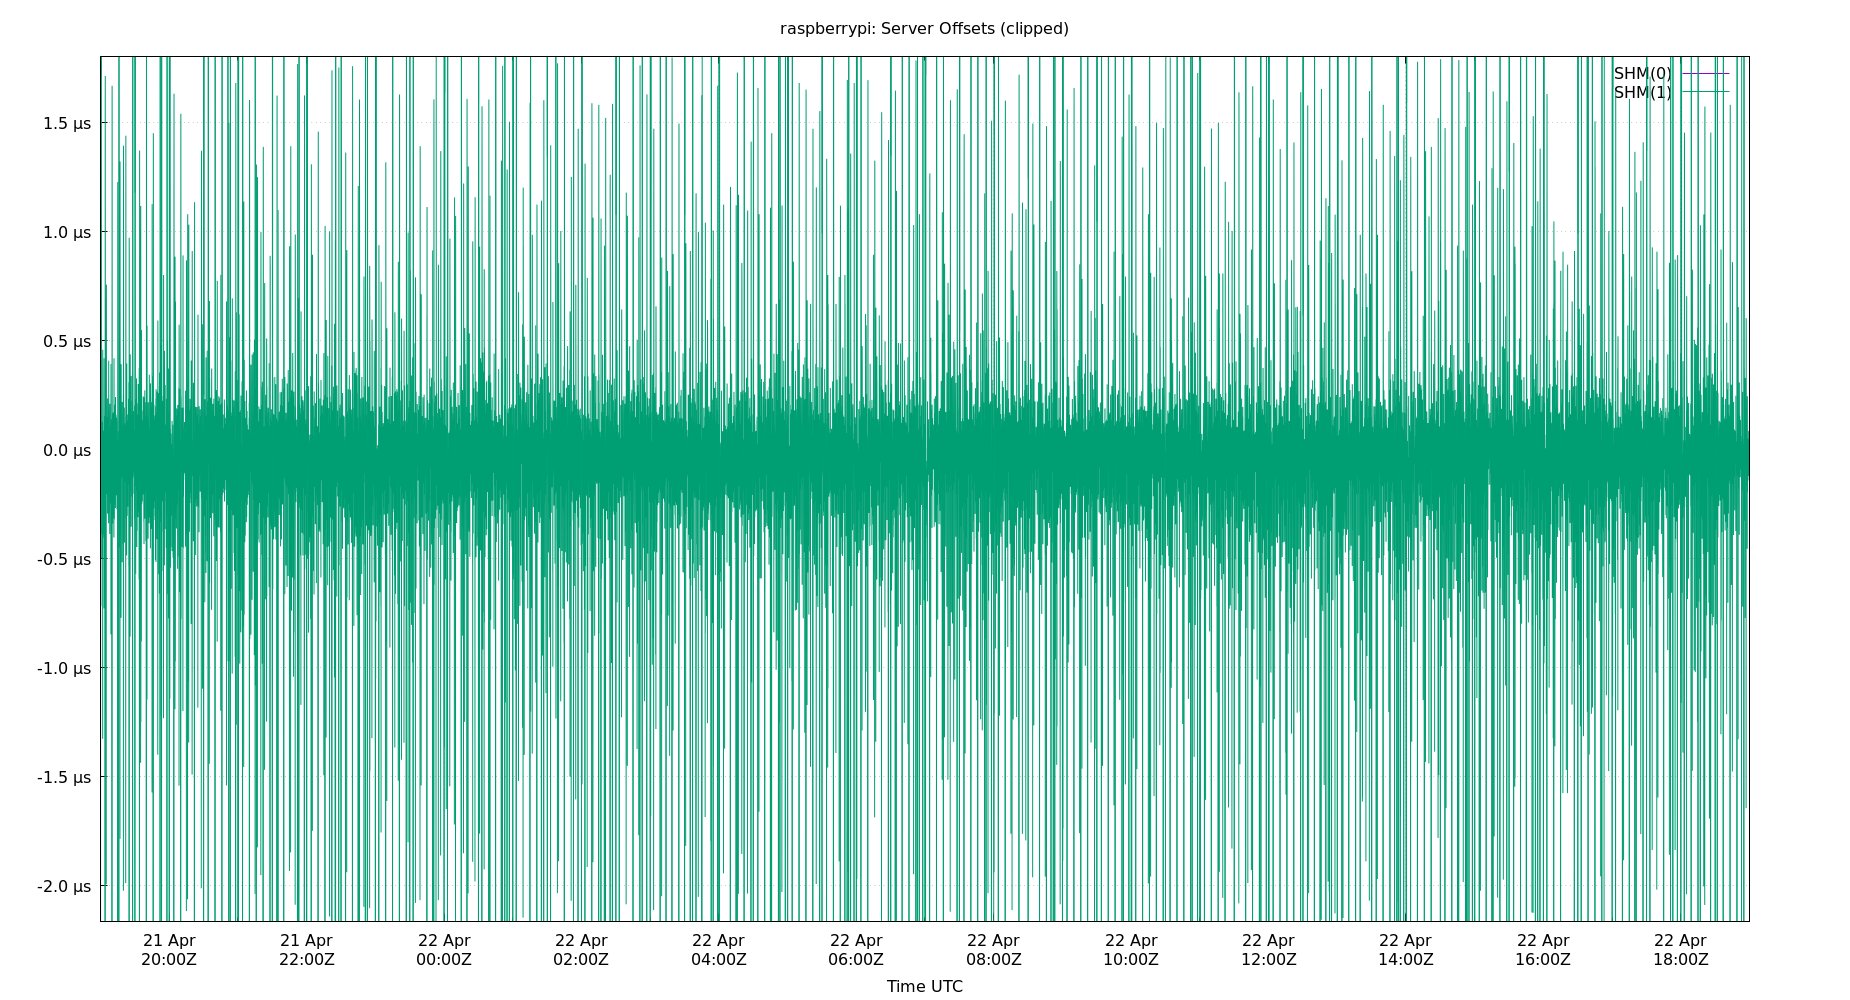 raspberrypi: Server Offsets (clipped)
SHM(0)
SHM(1)
1.5 µs
1.0 µs
0.5 µs
0.0 µs
-0.5 µs
-1.0 µs
-1.5 µs
-2.0 µs
21 Apr 21 Apr 22 Apr 22 Apr 22 Apr 22 Apr 22 Apr 22 Apr 22 Apr 22 Apr 22 Apr 22 Apr
20:00Z 22:00Z 00:00Z 02:00Z 04:00Z 06:00Z 08:00Z 10:00Z 12:00Z 14:00Z 16:00Z 18:00Z
Time UTC